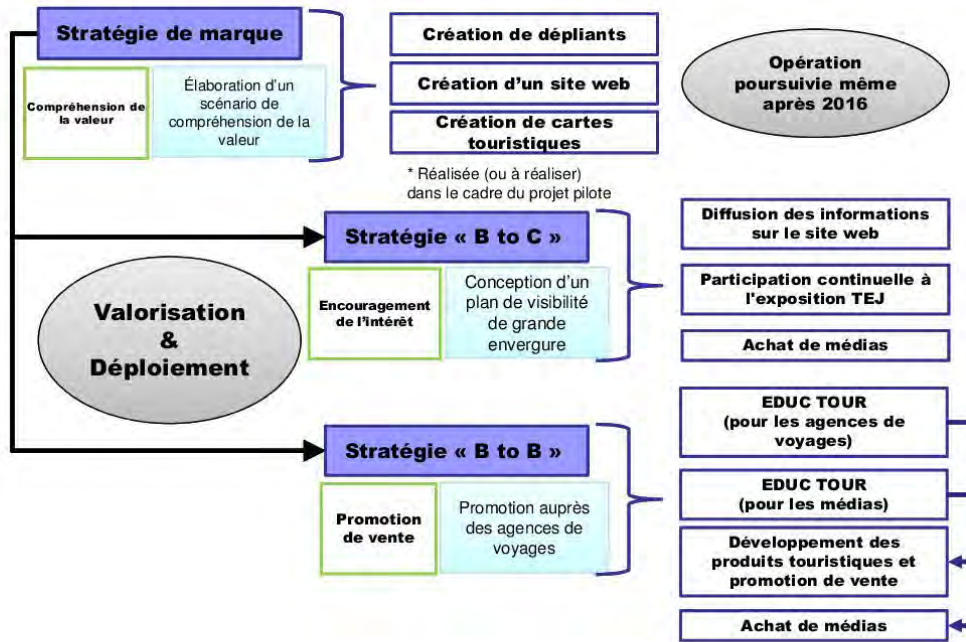 Stratégie de marque
Compréhension de
la valeur
Élaboration d'un
scénario de
compréhension de la
valeur
Création de dépliants
Création d'un site web
Création de cartes
touristiques
* Réalisée (ou à réaliser)
dans le cadre du projet pilote
Opération
poursuivie même
après 2016
Valorisation
&
Déploiement
Stratégie « B to C »
Encouragement
de l'intérêt
Conception d'un
plan de visibilité
de grande
envergure
Diffusion des informations
sur le site web
Participation continuelle à
l'exposition TEJ
Achat de médias
Stratégie « B to B »
Promotion
de vente
Promotion auprès
des agences de
voyages
EDUC TOUR
(pour les agences de
voyages)
EDUC TOUR
(pour les médias)
Développement des
produits touristiques et
promotion de vente
Achat de médias